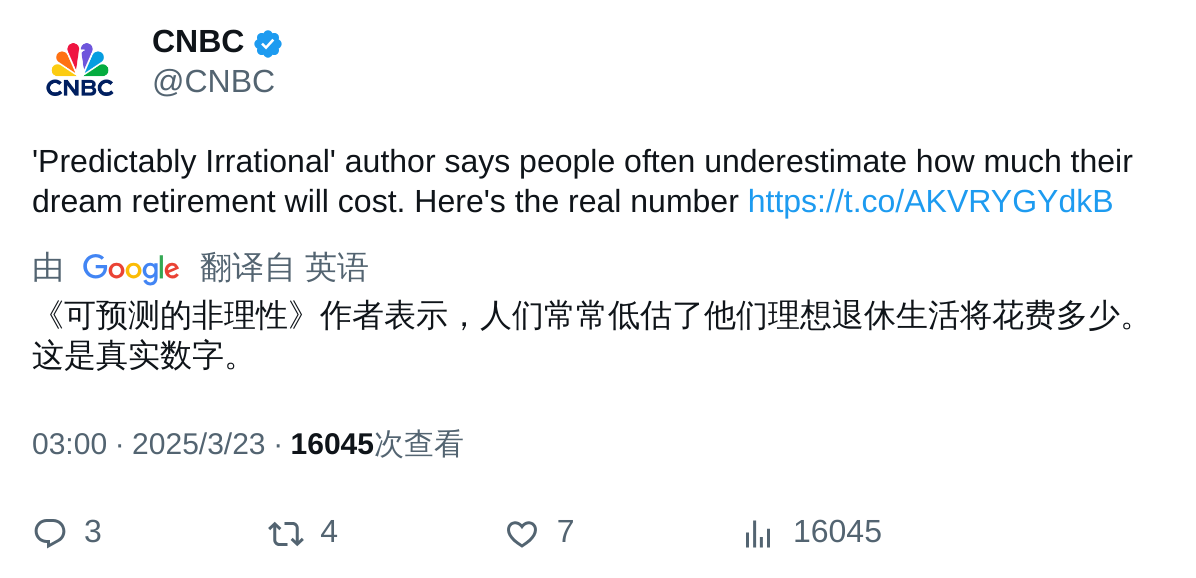 CNBC
CNBC
@CNBC
'Predictably Irrational' author says people often underestimate how much their
dream retirement will cost. Here's the real number https://t.co/AKVRYGYdkB
由 Google 翻译自 英语
《可预测的非理性》作者表示，人们常常低估了他们理想退休生活将花费多少。
这是真实数字。
03:00 · 2025/3/23 · 16045次查看
3 4 7 16045